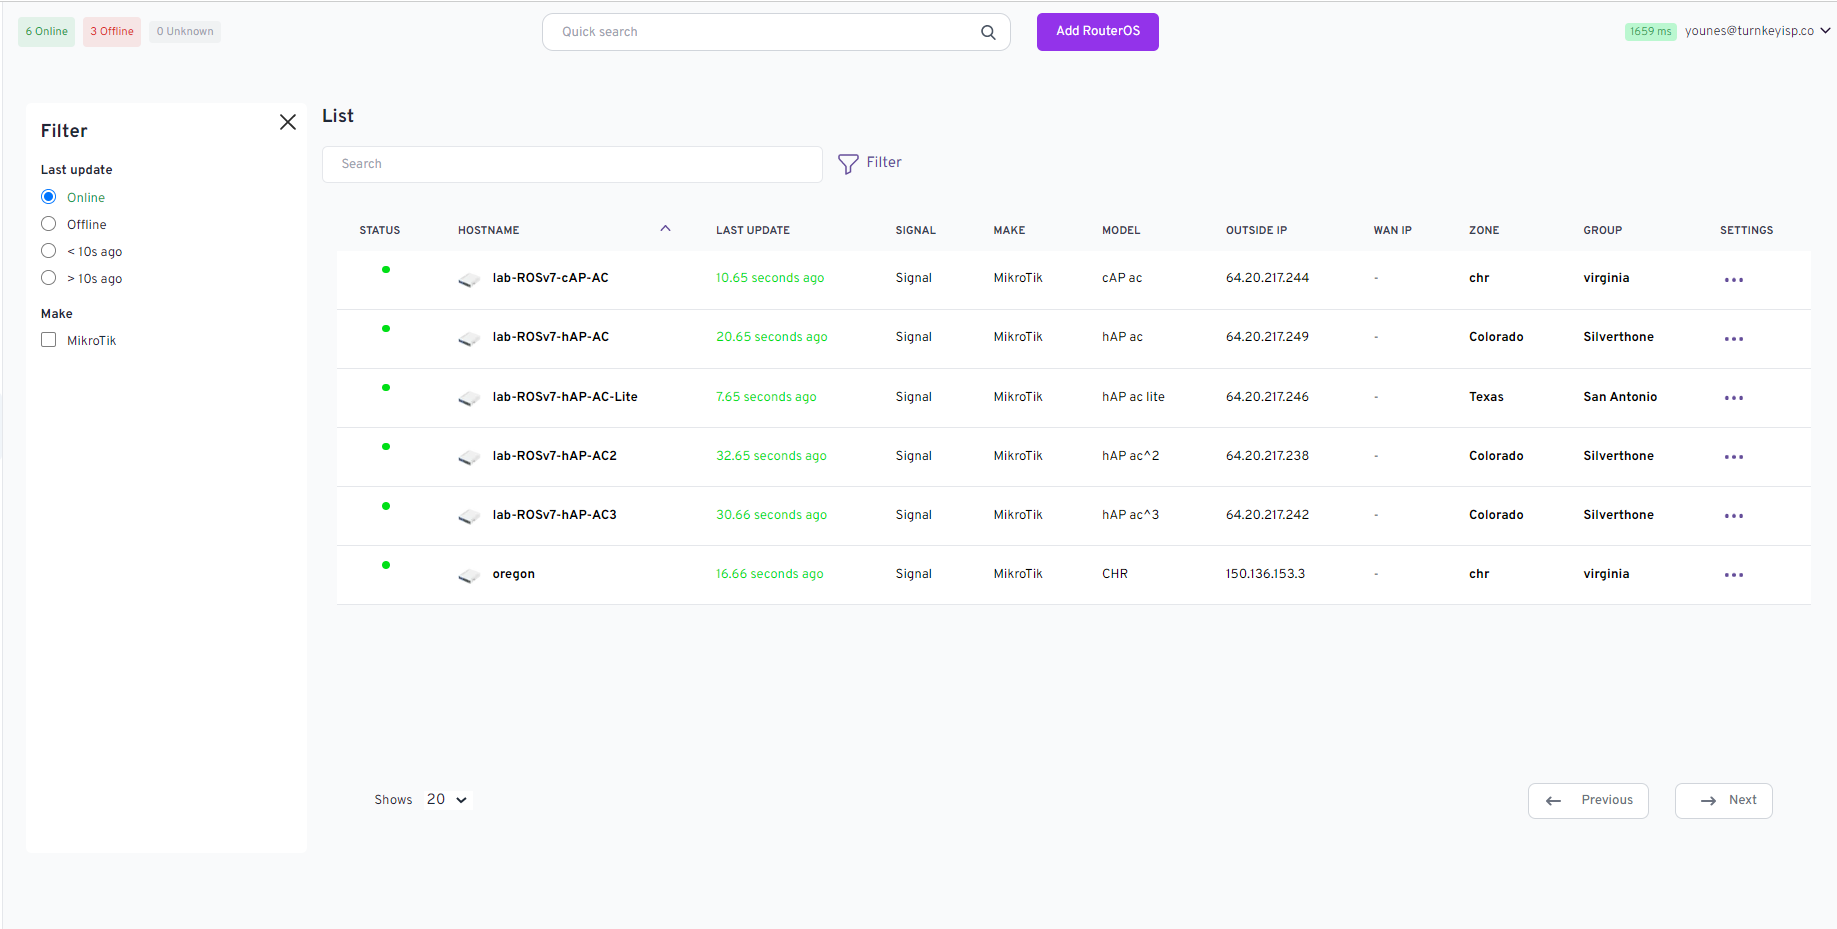 6 Online 3 Offline 0 Unknown Quick search Add RouterOS 1659 ms younes@turnkeyisp.co
Filter
Last update
Online
Offline
< 10s ago
> 10s ago
Make
MikroTik
List
Search Filter
STATUS HOSTNAME LAST UPDATE SIGNAL MAKE MODEL OUTSIDE IP WAN IP ZONE GROUP SETTINGS
lab-ROSv7-cAP-AC 10.65 seconds ago Signal MikroTik cAP ac 64.20.217.244 - chr virginia ...
lab-ROSv7-hAP-AC 20.65 seconds ago Signal MikroTik hAP ac 64.20.217.249 - Colorado Silverthone ...
lab-ROSv7-hAP-AC-Lite 7.65 seconds ago Signal MikroTik hAP ac lite 64.20.217.246 - Texas San Antonio ...
lab-ROSv7-hAP-AC2 32.65 seconds ago Signal MikroTik hAP ac^2 64.20.217.238 - Colorado Silverthone ...
lab-ROSv7-hAP-AC3 30.66 seconds ago Signal MikroTik hAP ac^3 64.20.217.242 - Colorado Silverthone ...
oregon 16.66 seconds ago Signal MikroTik CHR 150.136.153.3 - chr virginia ...
Shows 20 Previous Next